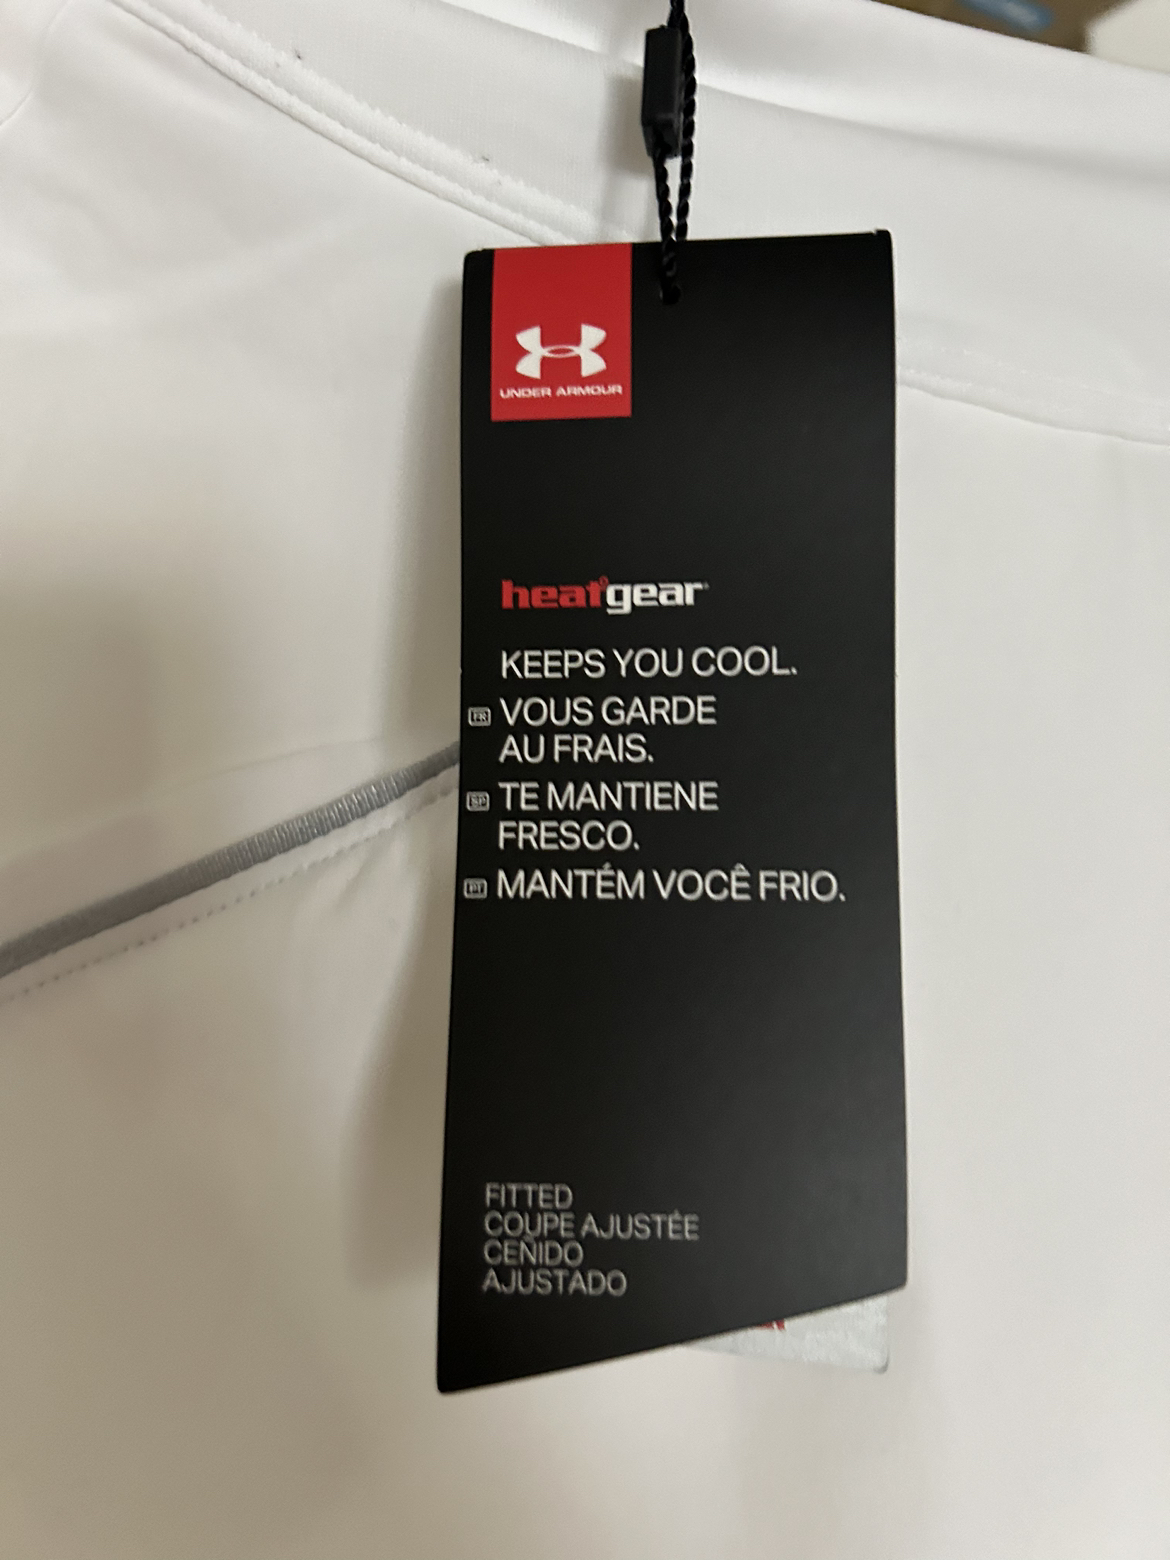 UNDER ARMOUR
heatgear
KEEPS YOU COOL.
FR VOUS GARDE
AU FRAIS.
SP TE MANTIENE
FRESCO.
PT MANTÉM VOCÊ FRIO.
FITTED
COUPE AJUSTÉE
CEÑIDO
AJUSTADO